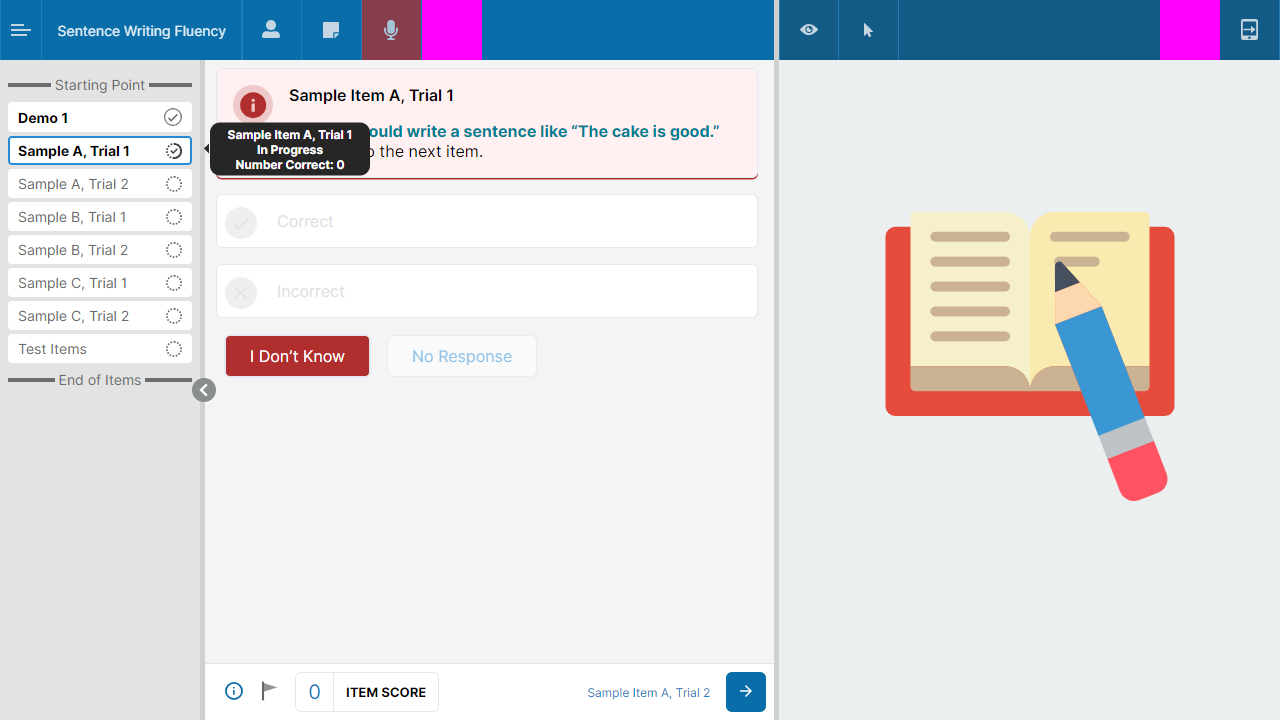 Sentence Writing Fluency
Starting Point
Demo 1
Sample A, Trial 1
Sample A, Trial 2
Sample B, Trial 1
Sample B, Trial 2
Sample C, Trial 1
Sample C, Trial 2
Test Items
End of Items
Sample Item A, Trial 1
In Progress
Number Correct: 0
Sample Item A, Trial 1
write a sentence like “The cake is good.”
the next item.
Correct
Incorrect
I Don’t Know
No Response
0
ITEM SCORE
Sample Item A, Trial 2